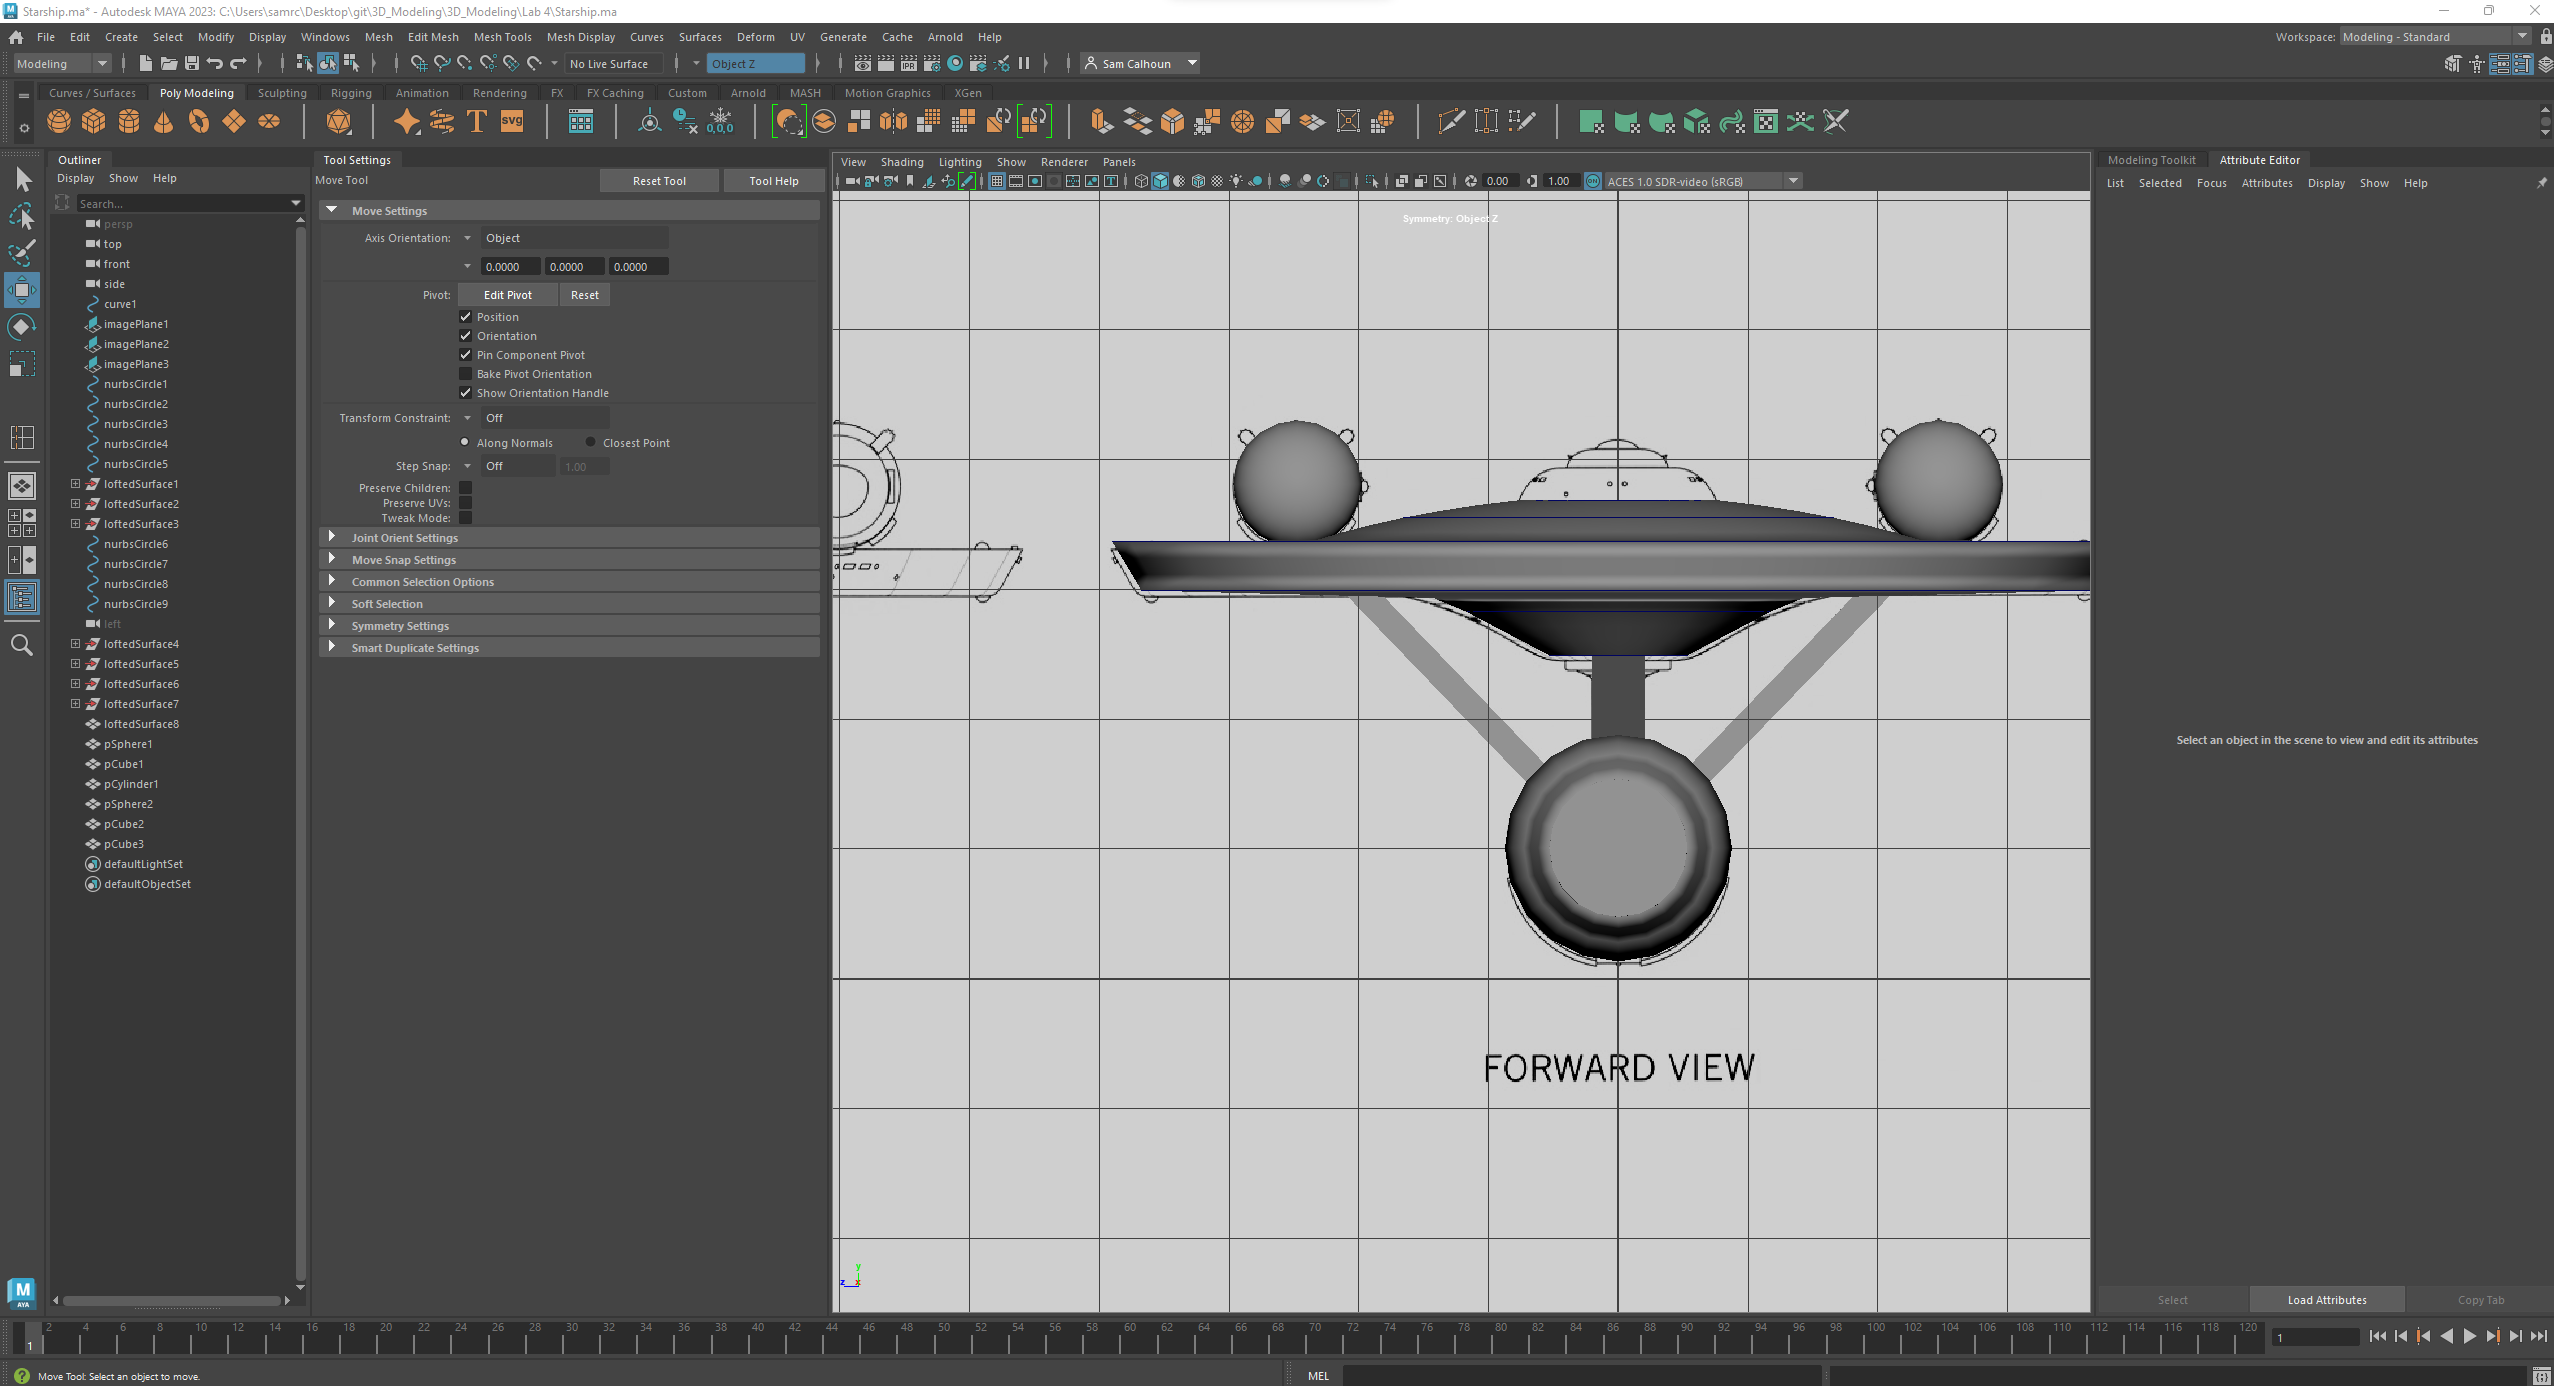 Starship.ma* - Autodesk MAYA 2023: C:\Users\samrc\Desktop\git\3D_Modeling\3D_Modeling\Lab 4\Starship.ma
File Edit Create Select Modify Display Windows Mesh Edit Mesh Mesh Tools Mesh Display Curves Surfaces Deform UV Generate Cache Arnold Help
Workspace: Modeling - Standard
Modeling
No Live Surface
Object Z
Sam Calhoun
Curves / Surfaces Poly Modeling Sculpting Rigging Animation Rendering FX FX Caching Custom Arnold MASH Motion Graphics XGen
Outliner
Display Show Help
Search...
persp
top
front
side
curve1
imagePlane1
imagePlane2
imagePlane3
nurbsCircle1
nurbsCircle2
nurbsCircle3
nurbsCircle4
nurbsCircle5
loftedSurface1
loftedSurface2
loftedSurface3
nurbsCircle6
nurbsCircle7
nurbsCircle8
nurbsCircle9
left
loftedSurface4
loftedSurface5
loftedSurface6
loftedSurface7
loftedSurface8
pSphere1
pCube1
pCylinder1
pSphere2
pCube2
pCube3
defaultLightSet
defaultObjectSet
Tool Settings
Move Tool
Reset Tool
Tool Help
Move Settings
Axis Orientation: Object
0.0000 0.0000 0.0000
Pivot: Edit Pivot Reset
Position
Orientation
Pin Component Pivot
Bake Pivot Orientation
Show Orientation Handle
Transform Constraint: Off
Along Normals Closest Point
Step Snap: Off 1.00
Preserve Children:
Preserve UVs:
Tweak Mode:
Joint Orient Settings
Move Snap Settings
Common Selection Options
Soft Selection
Symmetry Settings
Smart Duplicate Settings
View Shading Lighting Show Renderer Panels
0.00 1.00 ACES 1.0 SDR-video (sRGB)
Symmetry: Object Z
FORWARD VIEW
y
z x
Modeling Toolkit Attribute Editor
List Selected Focus Attributes Display Show Help
Select an object in the scene to view and edit its attributes
Select Load Attributes Copy Tab
2 4 6 8 10 12 14 16 18 20 22 24 26 28 30 32 34 36 38 40 42 44 46 48 50 52 54 56 58 60 62 64 66 68 70 72 74 76 78 80 82 84 86 87 90 92 94 96 98 100 102 104 106 108 110 112 114 116 118 120
1
1
Move Tool: Select an object to move.
MEL